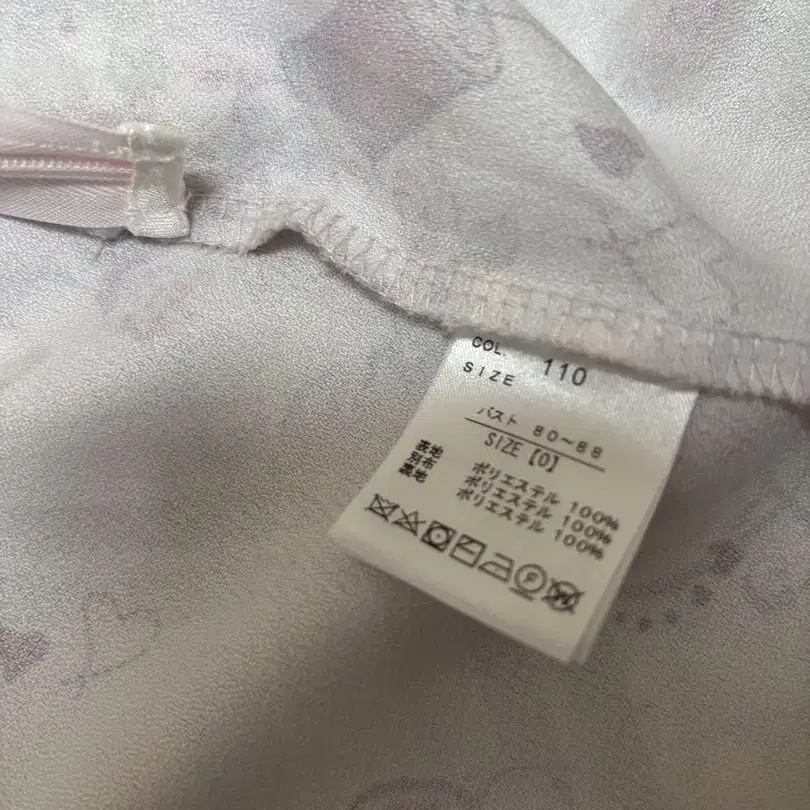 COL. 110
SIZE
バスト 80~88
SIZE【0】
表地 ポリエステル 100%
別布 ポリエステル 100%
裏地 ポリエステル 100%